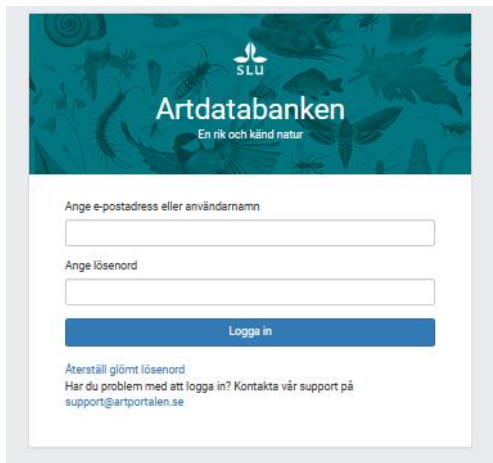 SLU
Artdatabanken
En rik och känd natur
Ange e-postadress eller användarnamn
Ange lösenord
Logga in
Återställ glömt lösenord
Har du problem med att logga in? Kontakta vår support på
support@artportalen.se